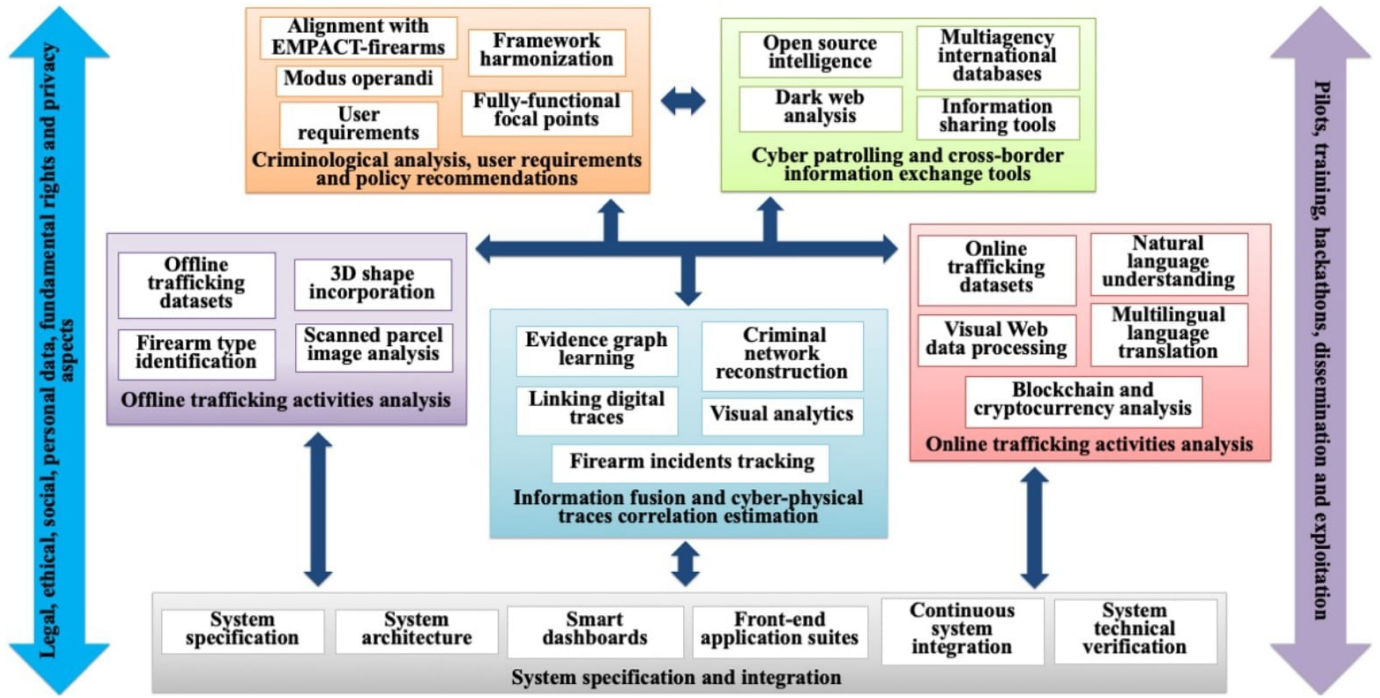 Legal, ethical, social, personal data, fundamental rights and privacy
aspects
Alignment with
EMPACT-firearms
Framework
harmonization
Modus operandi
User
requirements
Fully-functional
focal points
Criminological analysis, user requirements
and policy recommendations
Open source
intelligence
Multiagency
international
databases
Dark web
analysis
Information
sharing tools
Cyber patrolling and cross-border
information exchange tools
Offline
trafficking
datasets
3D shape
incorporation
Firearm type
identification
Scanned parcel
image analysis
Offline trafficking activities analysis
Evidence graph
learning
Criminal
network
reconstruction
Linking digital
traces
Visual analytics
Firearm incidents tracking
Information fusion and cyber-physical
traces correlation estimation
Online
trafficking
datasets
Natural
language
understanding
Visual Web
data processing
Multilingual
language
translation
Blockchain and
cryptocurrency analysis
Online trafficking activities analysis
System
specification
System
architecture
Smart
dashboards
Front-end
application suites
Continuous
system
integration
System
technical
verification
System specification and integration
Pilots, training, hackathons, dissemination and exploitation